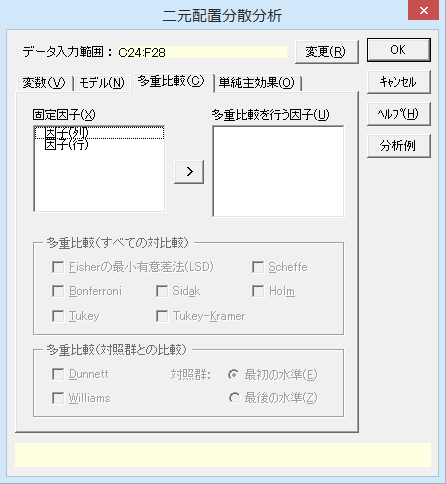 二元配置分散分析
データ入力範囲： C24:F28
変更(R)
OK
キャンセル
ヘルプ(H)
分析例
変数(V) モデル(N) 多重比較(C) 単純主効果(O)
固定因子(X)
因子(列)
因子(行)
>
多重比較を行う因子(U)
多重比較(すべての対比較)
Fisherの最小有意差法(LSD) Scheffe
Bonferroni Sidak Holm
Tukey Tukey-Kramer
多重比較(対照群との比較)
Dunnett 対照群: 最初の水準(E)
Williams 最後の水準(Z)